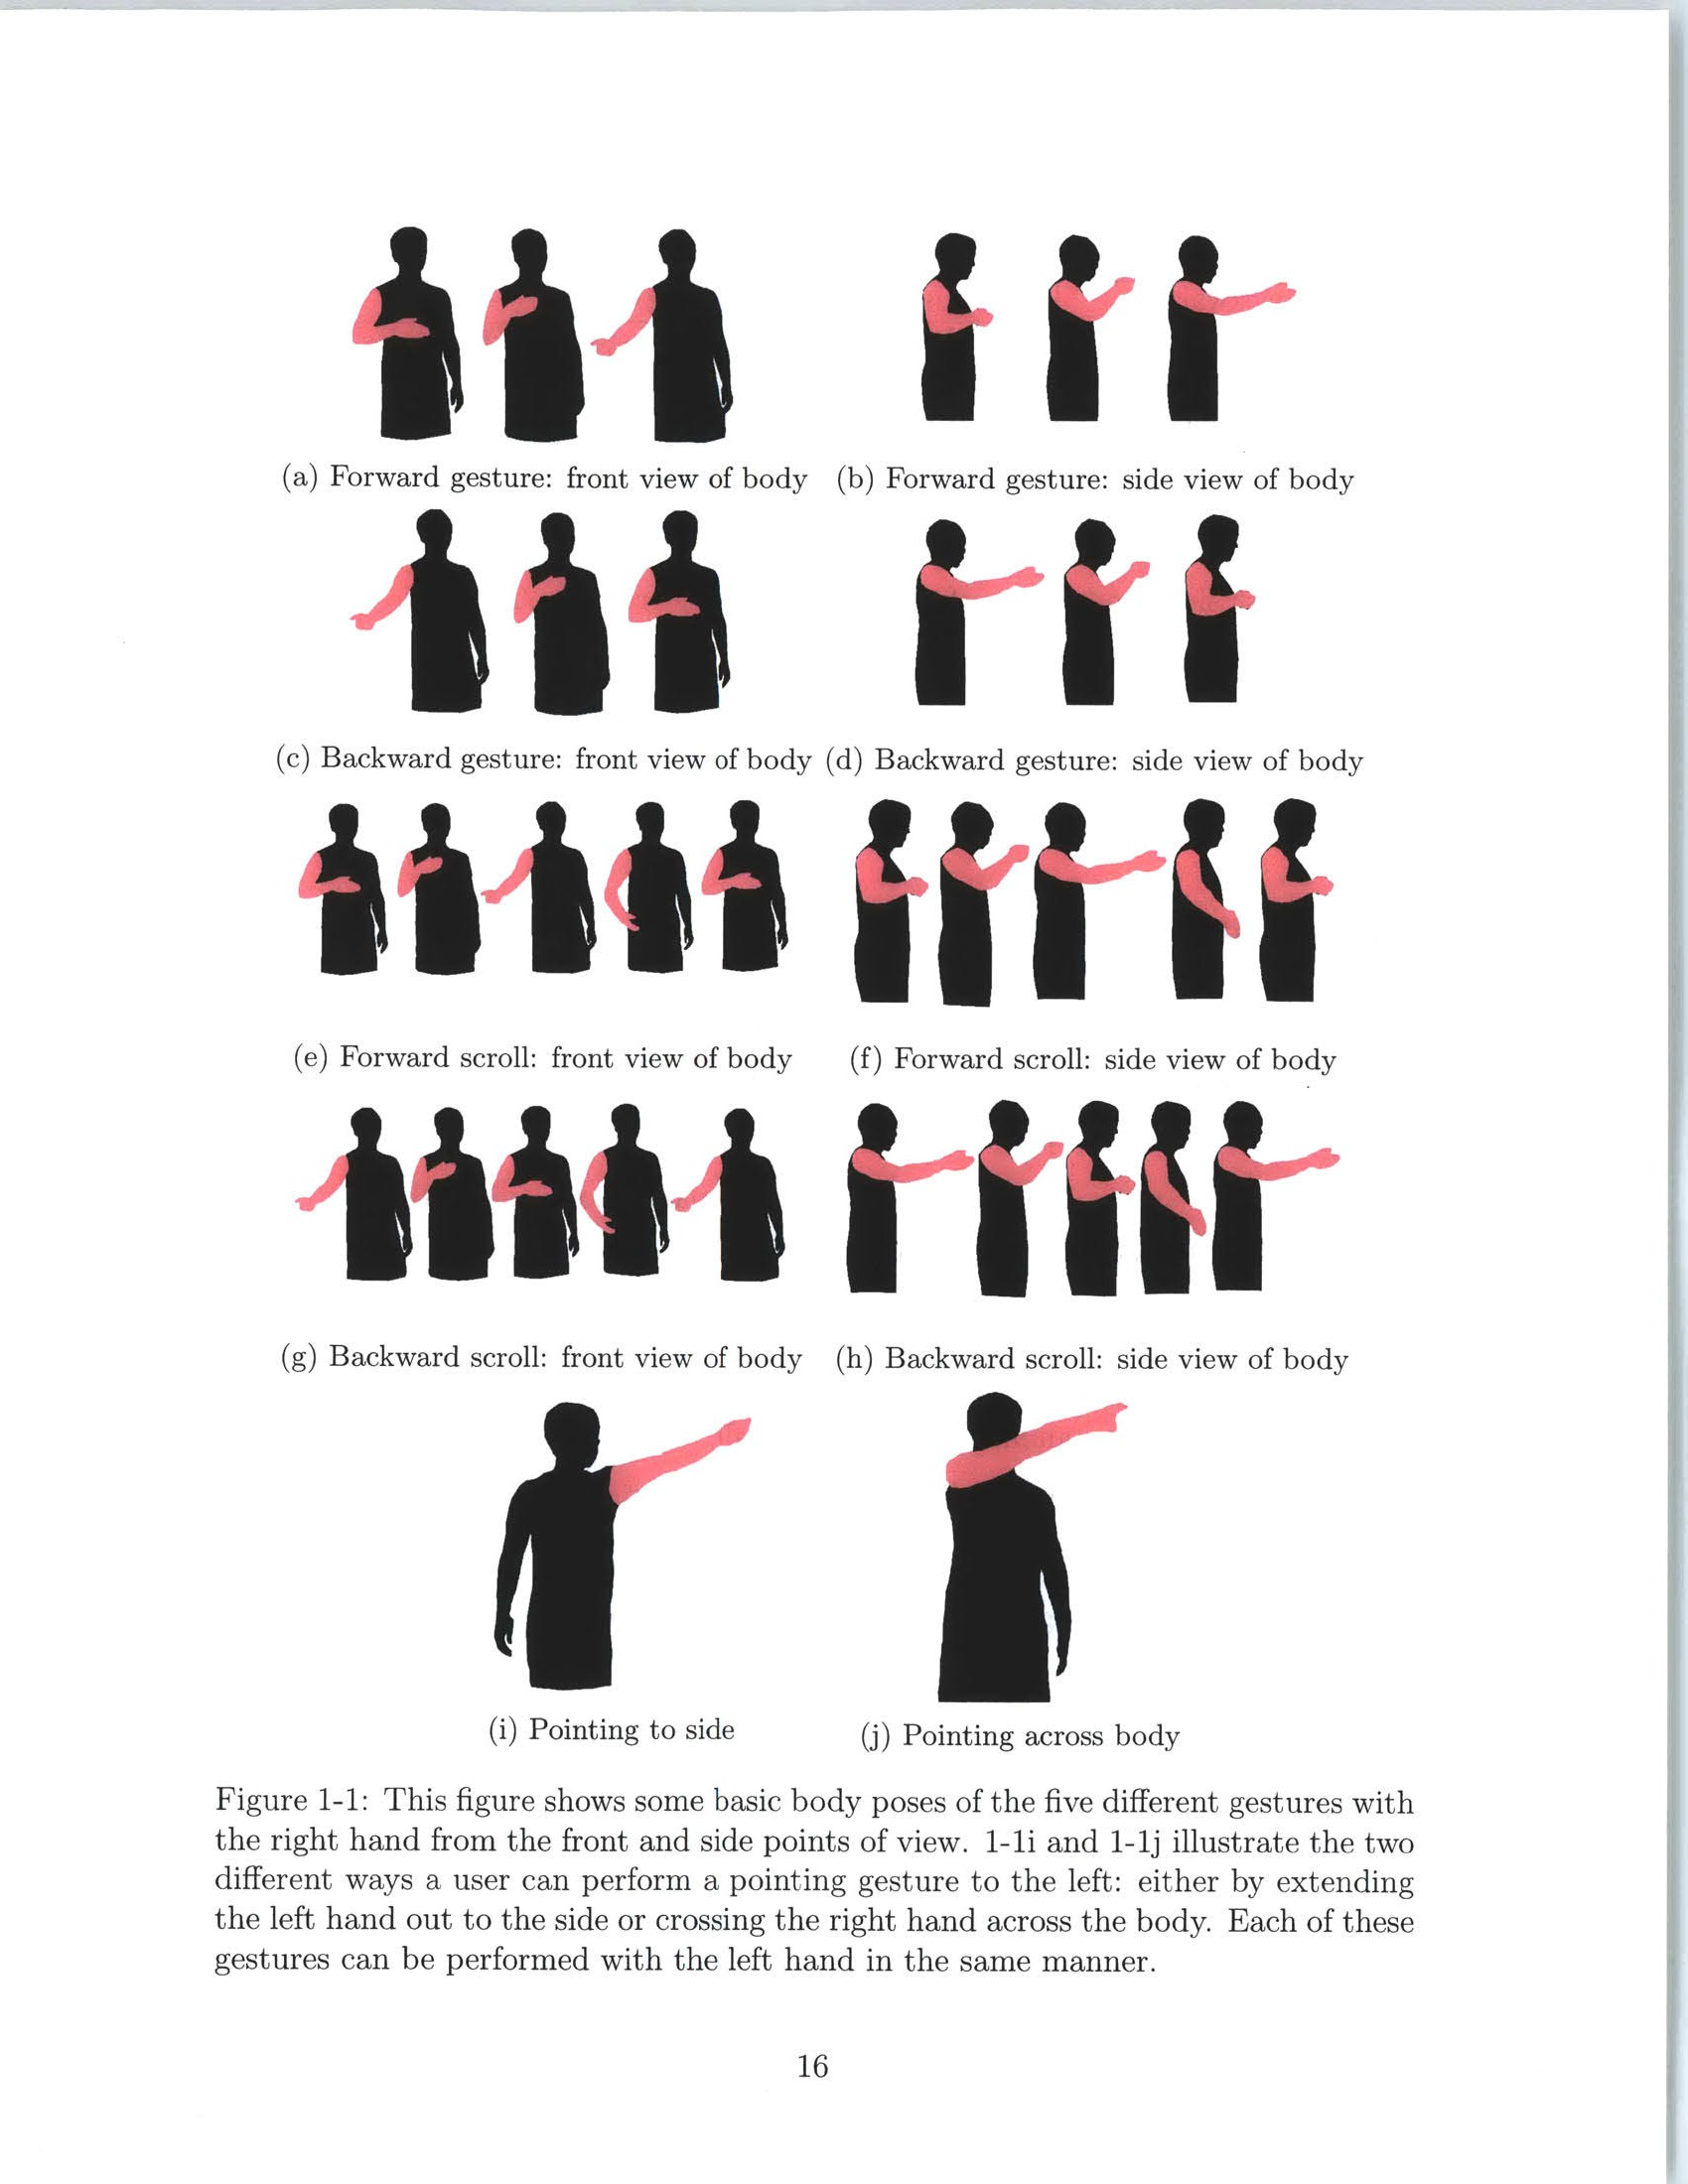 (a) Forward gesture: front view of body
(b) Forward gesture: side view of body
(c) Backward gesture: front view of body
(d) Backward gesture: side view of body
(e) Forward scroll: front view of body
(f) Forward scroll: side view of body
(g) Backward scroll: front view of body
(h) Backward scroll: side view of body
(i) Pointing to side
(j) Pointing across body
Figure 1-1: This figure shows some basic body poses of the five different gestures with
the right hand from the front and side points of view. 1-1i and 1-1j illustrate the two
different ways a user can perform a pointing gesture to the left: either by extending
the left hand out to the side or crossing the right hand across the body. Each of these
gestures can be performed with the left hand in the same manner.
16